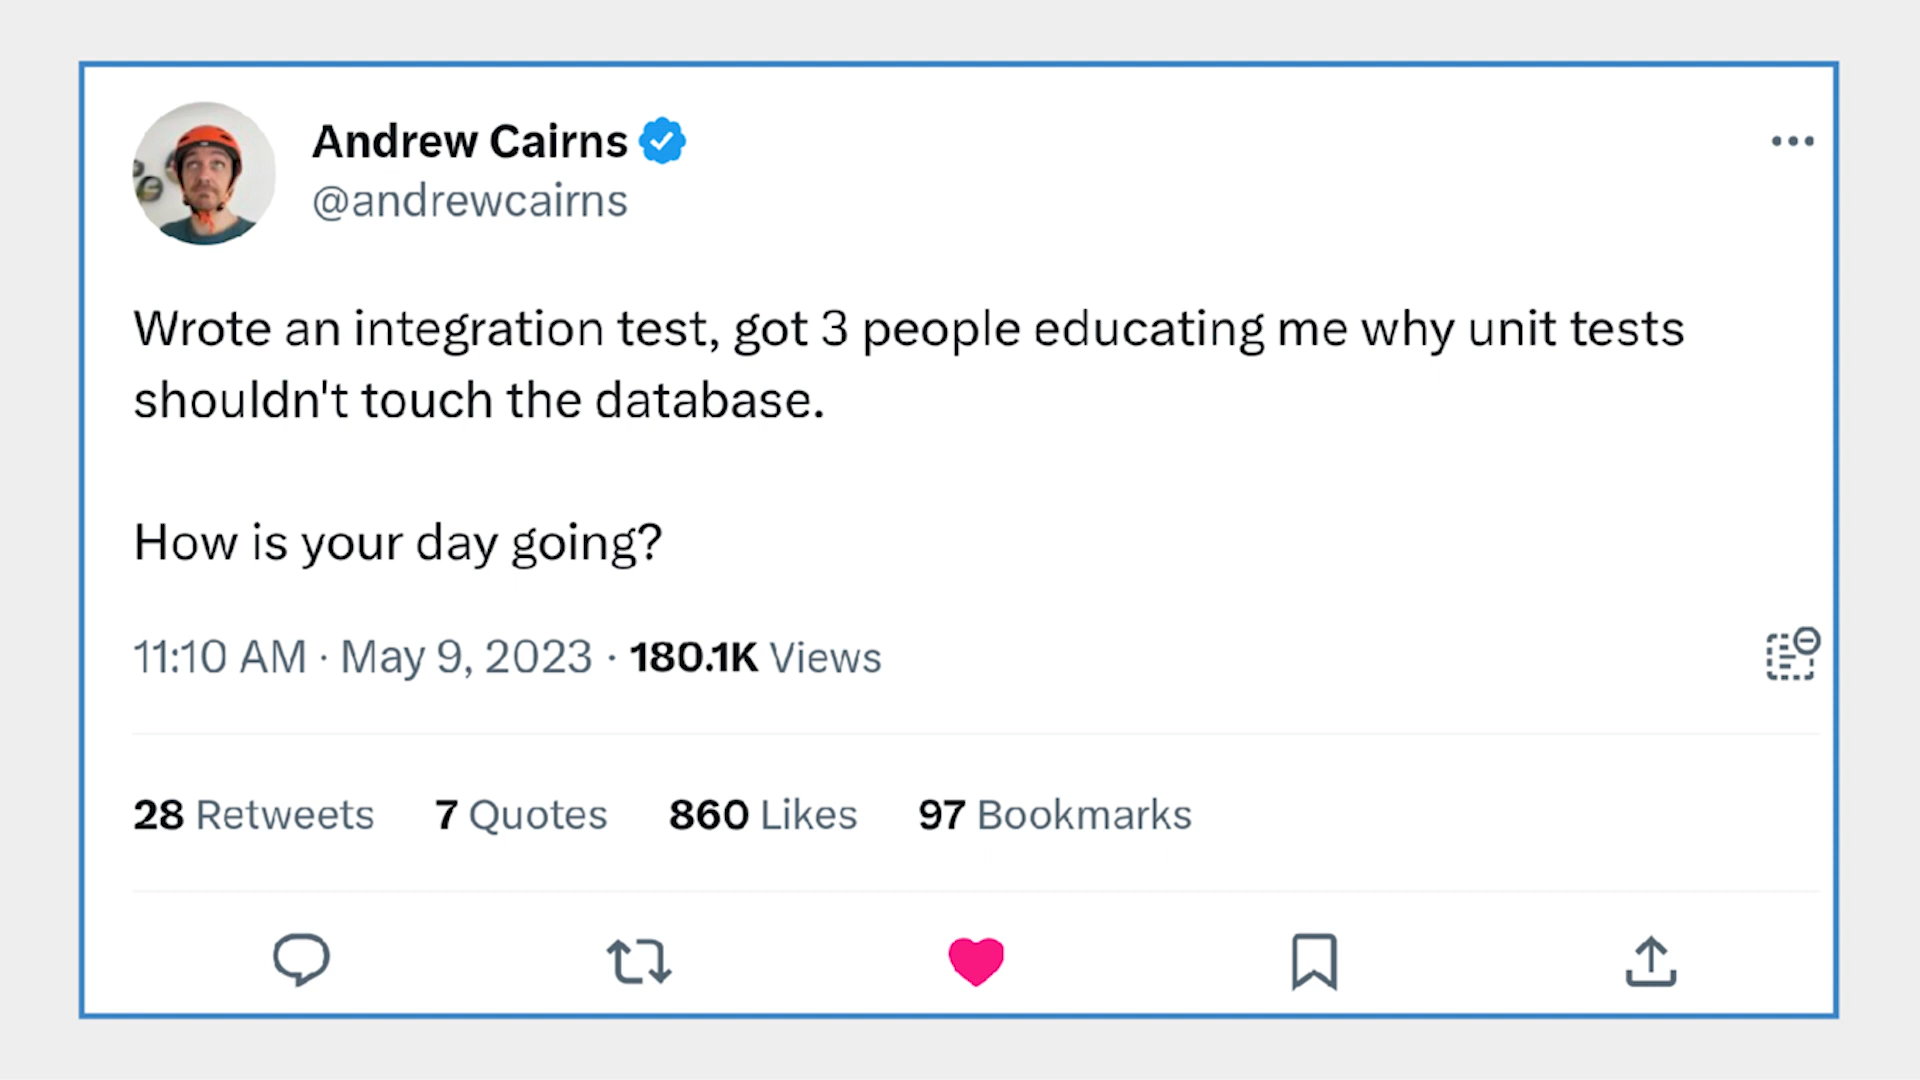 Andrew Cairns
@andrewcairns
Wrote an integration test, got 3 people educating me why unit tests
shouldn't touch the database.
How is your day going?
11:10 AM · May 9, 2023 · 180.1K Views
28 Retweets 7 Quotes 860 Likes 97 Bookmarks